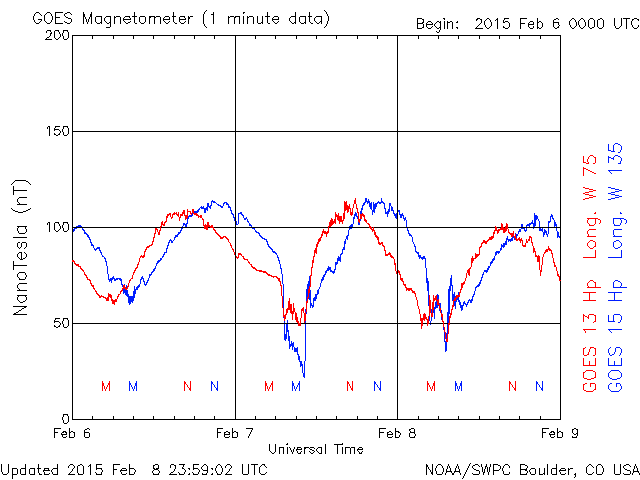 GOES Magnetometer (1 minute data)
Begin: 2015 Feb 6 0000 UTC
200
150
100
50
0
NanoTesla (nT)
M M N N M M N N M M N N
Feb 6 Feb 7 Feb 8 Feb 9
Universal Time
GOES 13 Hp Long. W 75
GOES 15 Hp Long. W 135
Updated 2015 Feb 8 23:59:02 UTC
NOAA/SWPC Boulder, CO USA